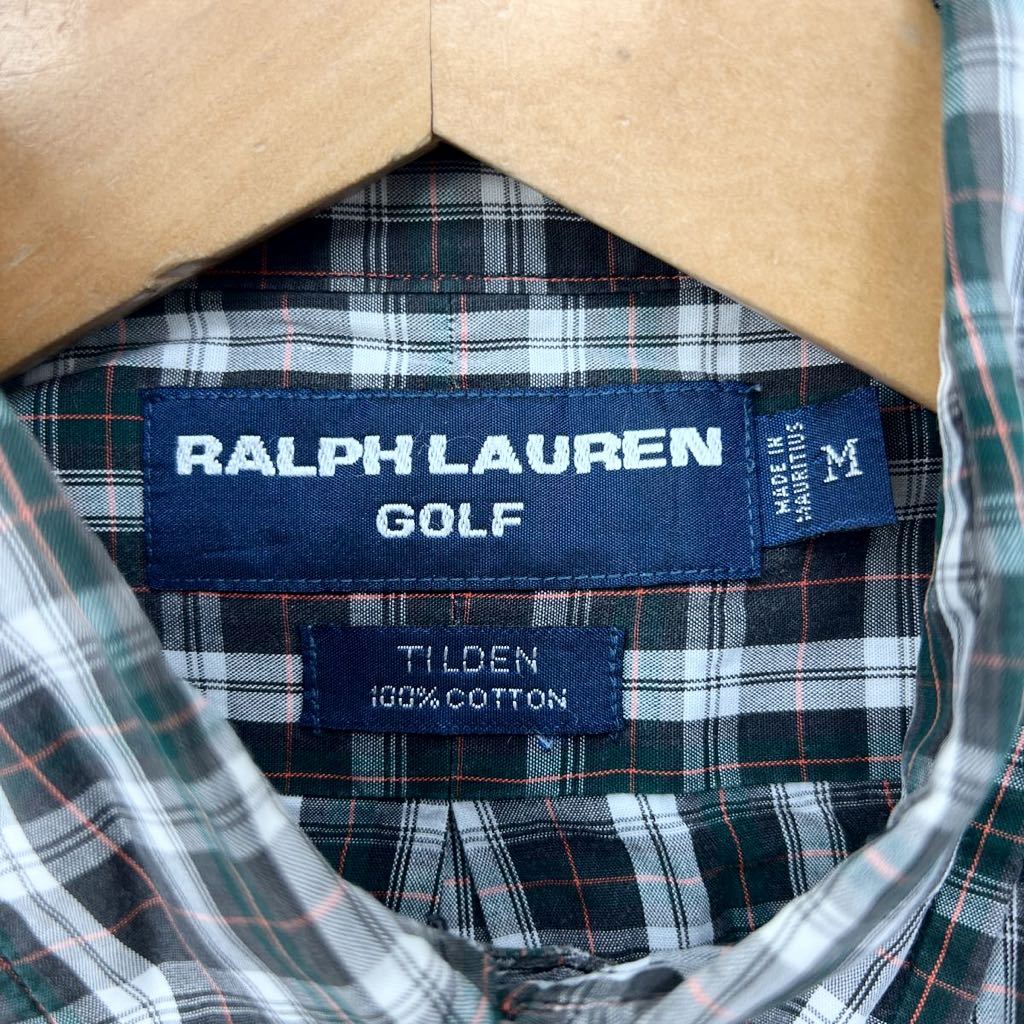 RALPH LAUREN
GOLF
MADE IN
MAURITIUS
M
TILDEN
100% COTTON